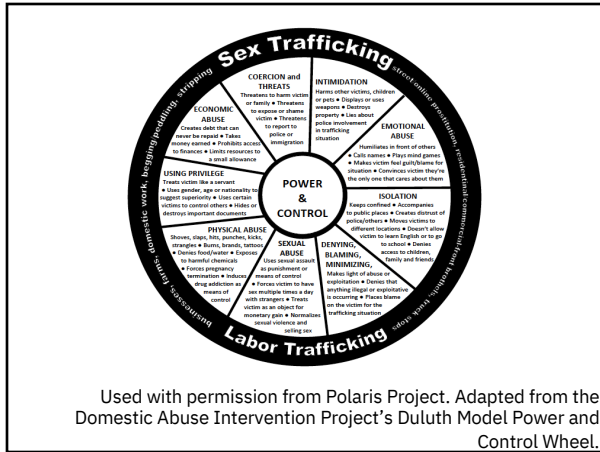 Sex Trafficking
street/online prostitution, residential/commercial-front brothels, truck stops
Labor Trafficking
businesses, farms, domestic work, begging/peddling, stripping
POWER
&
CONTROL
COERCION and
THREATS
Threatens to harm victim
or family • Threatens
to expose or shame
victim • Threatens
to report to
police or
immigration
INTIMIDATION
Harms other victims, children
or pets • Displays or uses
weapons • Destroys
property • Lies about
police involvement
in trafficking
situation
EMOTIONAL
ABUSE
Humiliates in front of others
• Calls names • Plays mind games
• Makes victim feel guilt/blame for
situation • Convinces victim they're
the only one that cares about them
ISOLATION
Keeps confined • Accompanies
to public places • Creates distrust of
police/others • Moves victims to
different locations • Doesn't allow
victim to learn English or to go
to school • Denies
access to children,
family and friends
DENYING,
BLAMING,
MINIMIZING,
Makes light of abuse or
exploitation • Denies that
anything illegal or exploitative
is occurring • Places blame
on the victim for the
trafficking situation
SEXUAL
ABUSE
Uses sexual assault
as punishment or
means of control
• Forces victim to have
sex multiple times a day
with strangers • Treats
victim as an object for
monetary gain • Normalizes
sexual violence and
selling sex
PHYSICAL ABUSE
Shoves, slaps, hits, punches, kicks,
strangles • Burns, brands, tattoos
• Denies food/water • Exposes
to harmful chemicals
• Forces pregnancy
termination • Induces
drug addiction as
means of
control
USING PRIVILEGE
Treats victim like a servant
• Uses gender, age or nationality to
suggest superiority • Uses certain
victims to control others • Hides or
destroys important documents
ECONOMIC
ABUSE
Creates debt that can
never be repaid • Takes
money earned • Prohibits access
to finances • Limits resources to
a small allowance
Used with permission from Polaris Project. Adapted from the
Domestic Abuse Intervention Project's Duluth Model Power and
Control Wheel.